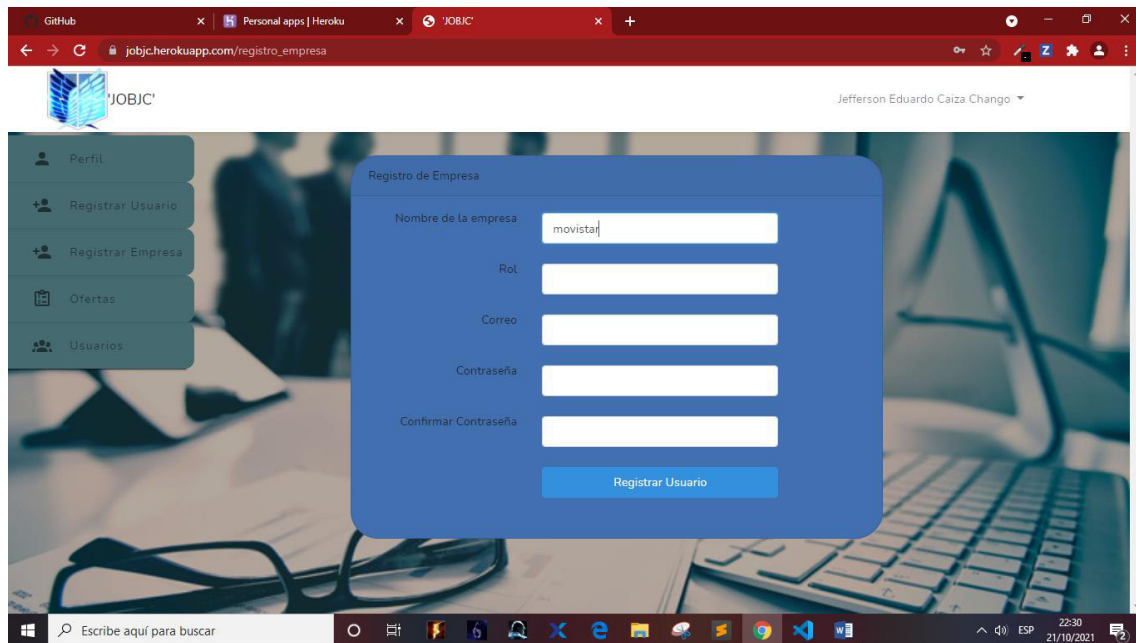 GitHub
Personal apps | Heroku
'JOBJC'
jobjc.herokuapp.com/registro_empresa
'JOBJC'
Jefferson Eduardo Caiza Chango
Perfil
Registrar Usuario
Registrar Empresa
Ofertas
Usuarios
Registro de Empresa
Nombre de la empresa
movistar
Rol
Correo
Contraseña
Confirmar Contraseña
Registrar Usuario
Escribe aquí para buscar
ESP
22:30
21/10/2021